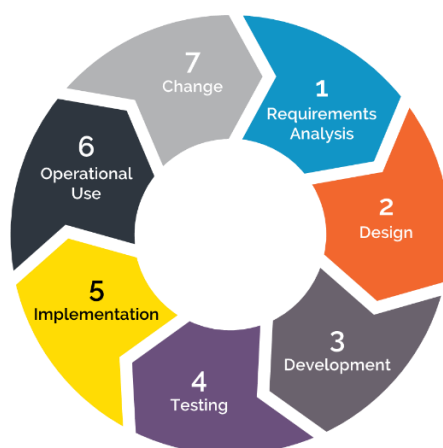 1
Requirements
Analysis
2
Design
3
Development
4
Testing
5
Implementation
6
Operational
Use
7
Change